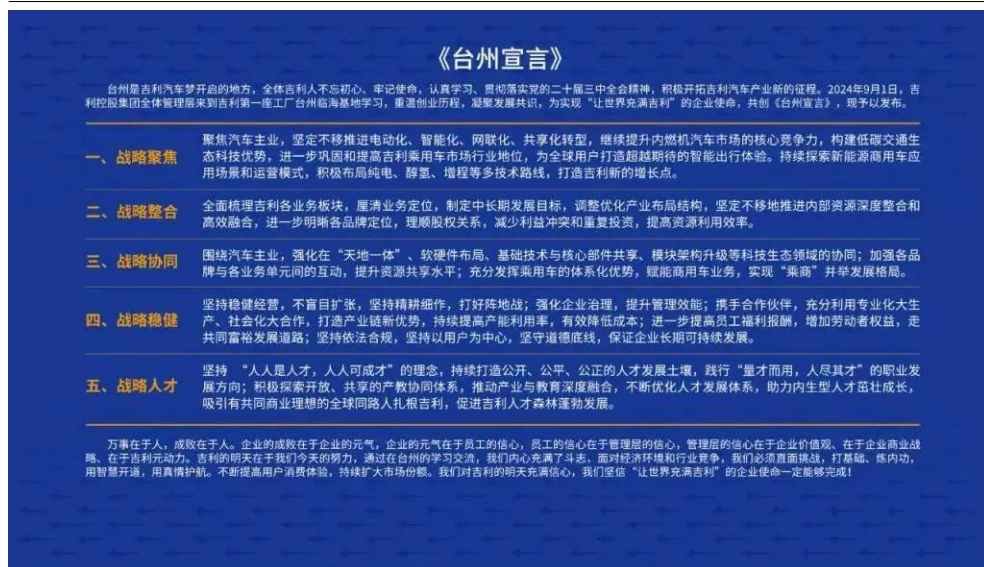 《台州宣言》
台州是吉利汽车梦开启的地方，全体吉利人不忘初心、牢记使命，认真学习、贯彻落实党的二十届三中全会精神，积极开拓吉利汽车产业新的征程。2024年9月1日，吉
利控股集团全体管理层来到吉利第一座工厂台州临海基地学习，重温创业历程，凝聚发展共识，为实现“让世界充满吉利”的企业使命，共创《台州宣言》，现予以发布。
一、战略聚焦
聚焦汽车主业，坚定不移推进电动化、智能化、网联化、共享化转型，继续提升内燃机汽车市场的核心竞争力，构建低碳交通生
态科技优势，进一步巩固和提高吉利乘用车市场行业地位，为全球用户打造超越期待的智能出行体验。持续探索新能源商用车应
用场景和运营模式，积极布局纯电、醇氢、增程等多技术路线，打造吉利新的增长点。
二、战略整合
全面梳理吉利各业务板块，厘清业务定位，制定中长期发展目标，调整优化产业布局结构，坚定不移地推进内部资源深度整合和
高效融合，进一步明晰各品牌定位，理顺股权关系，减少利益冲突和重复投资，提高资源利用效率。
三、战略协同
围绕汽车主业，强化在“天地一体”、软硬件布局、基础技术与核心部件共享、模块架构升级等科技生态领域的协同；加强各品
牌与各业务单元间的互动，提升资源共享水平；充分发挥乘用车的体系化优势，赋能商用车业务，实现“乘商”并举发展格局。
四、战略稳健
坚持稳健经营，不盲目扩张，坚持精耕细作，打好阵地战；强化企业治理，提升管理效能；携手合作伙伴，充分利用专业化大生
产、社会化大合作，打造产业链新优势，持续提高产能利用率，有效降低成本；进一步提高员工福利报酬，增加劳动者权益，走
共同富裕发展道路；坚持依法合规，坚持以用户为中心，坚守道德底线，保证企业长期可持续发展。
五、战略人才
坚持 “人人是人才，人人可成才”的理念，持续打造公开、公平、公正的人才发展土壤，践行“量才而用，人尽其才”的职业发
展方向；积极探索开放、共享的产教协同体系，推动产业与教育深度融合，不断优化人才发展体系，助力内生型人才茁壮成长，
吸引有共同商业理想的全球同路人扎根吉利，促进吉利人才森林蓬勃发展。
万事在于人，成败在于人。企业的成败在于企业的元气，企业的元气在于员工的信心，员工的信心在于管理层的信心，管理层的信心在于企业价值观、在于企业商业战
略、在于吉利元动力。吉利的明天在于我们今天的努力，通过在台州的学习交流，我们内心充满了斗志，面对经济环境和行业竞争，我们必须直面挑战，打基础、炼内功，
用智慧开道，用真情护航。不断提高用户消费体验，持续扩大市场份额。我们对吉利的明天充满信心，我们坚信“让世界充满吉利”的企业使命一定能够完成！